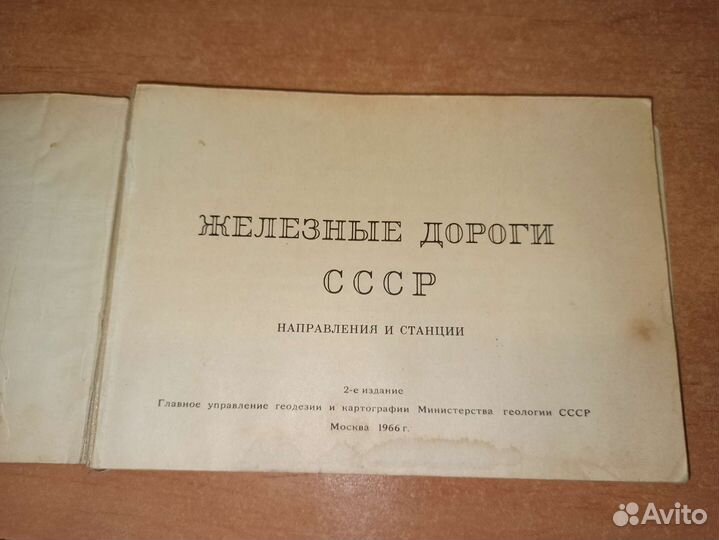 ЖЕЛЕЗНЫЕ ДОРОГИ
СССР
НАПРАВЛЕНИЯ И СТАНЦИИ
2-е издание
Главное управление геодезии и картографии Министерства геологии СССР
Москва 1966 г.
Avito